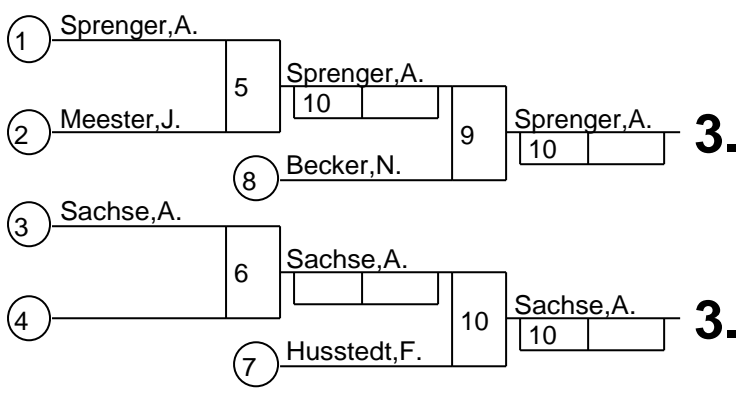 1 Sprenger,A.
5 Sprenger,A.
10
2 Meester,J.
9 Sprenger,A. 3.
10
8 Becker,N.
3 Sachse,A.
6 Sachse,A.
4
10 Sachse,A. 3.
10
7 Husstedt,F.